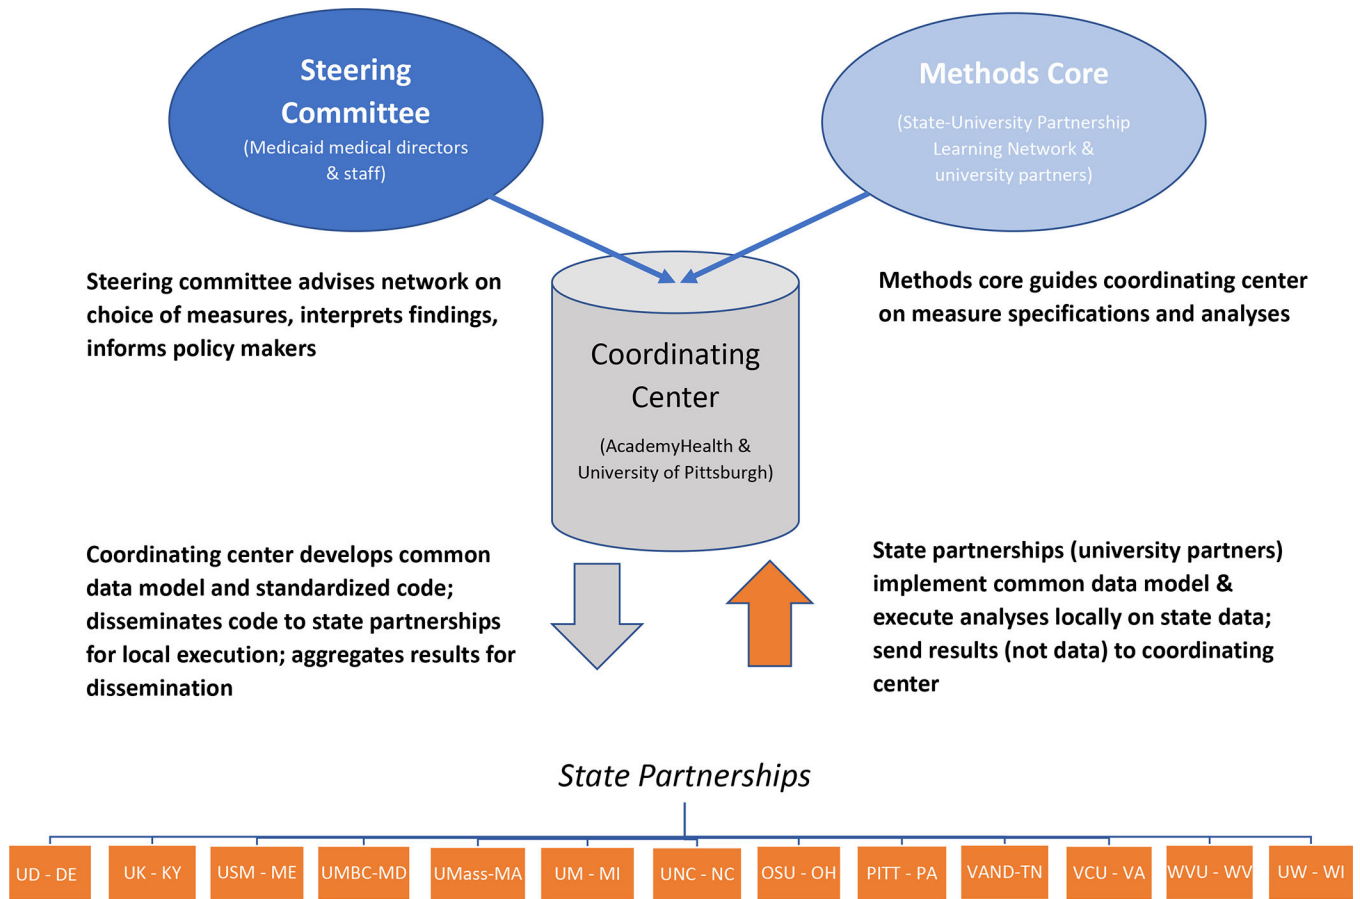 Steering
Committee
(Medicaid medical directors
& staff)
Methods Core
(State-University Partnership
Learning Network &
university partners)
Steering committee advises network on
choice of measures, interprets findings,
informs policy makers
Methods core guides coordinating center
on measure specifications and analyses
Coordinating
Center
(AcademyHealth &
University of Pittsburgh)
Coordinating center develops common
data model and standardized code;
disseminates code to state partnerships
for local execution; aggregates results for
dissemination
State partnerships (university partners)
implement common data model &
execute analyses locally on state data;
send results (not data) to coordinating
center
State Partnerships
UD - DE
UK - KY
USM - ME
UMBC-MD
UMass-MA
UM - MI
UNC - NC
OSU - OH
PITT - PA
VAND-TN
VCU - VA
WVU - WV
UW - WI